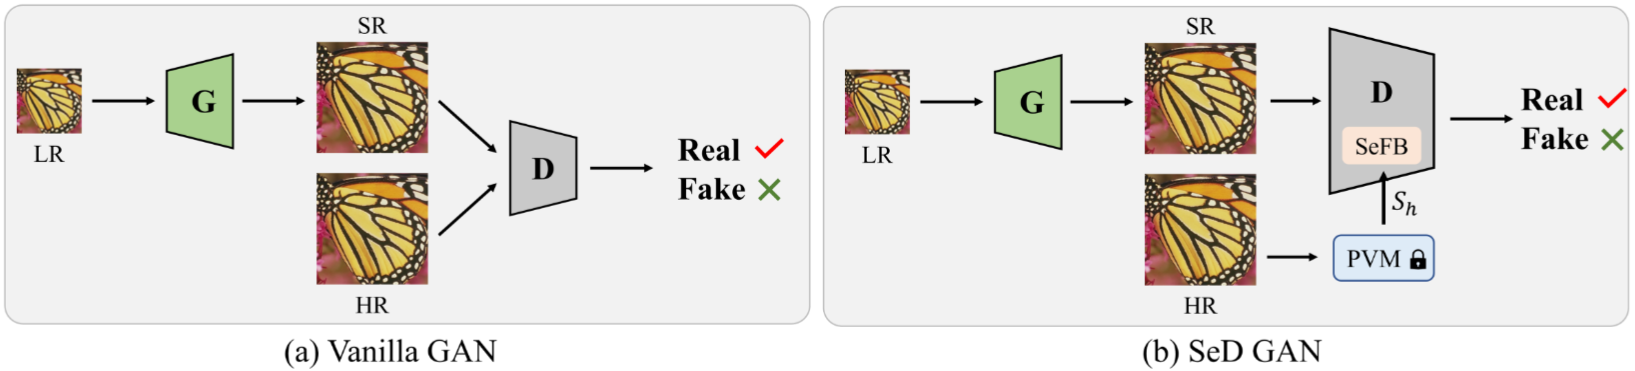 SR
G
LR
D
Real
Fake
HR
(a) Vanilla GAN
SR
G
LR
D
SeFB
Real
Fake
S_h
PVM
HR
(b) SeD GAN